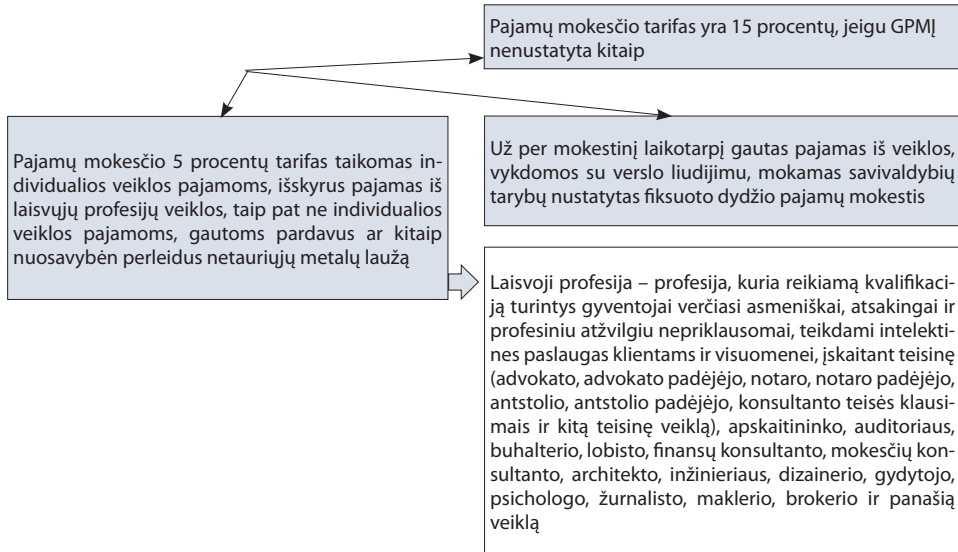 Pajamų mokesčio tarifas yra 15 procentų, jeigu GPMĮ
nenustatyta kitaip
Pajamų mokesčio 5 procentų tarifas taikomas in-
dividualios veiklos pajamoms, išskyrus pajamas iš
laisvųjų profesijų veiklos, taip pat ne individualios
veiklos pajamoms, gautoms pardavus ar kitaip
nuosavybėn perleidus netauriųjų metalų laužą
Už per mokestinį laikotarpį gautas pajamas iš veiklos,
vykdomos su verslo liudijimu, mokamas savivaldybių
tarybų nustatytas fiksuoto dydžio pajamų mokestis
Laisvoji profesija – profesija, kuria reikiamą kvalifikaci-
ją turintys gyventojai verčiasi asmeniškai, atsakingai ir
profesiniu atžvilgiu nepriklausomai, teikdami intelekti-
nes paslaugas klientams ir visuomenei, įskaitant teisinę
(advokato, advokato padėjėjo, notaro, notaro padėjėjo,
antstolio, antstolio padėjėjo, konsultanto teisės klausi-
mais ir kitą teisinę veiklą), apskaitininko, auditoriaus,
buhalterio, lobisto, finansų konsultanto, mokesčių kon-
sultanto, architekto, inžinieriaus, dizainerio, gydytojo,
psichologo, žurnalisto, maklerio, brokerio ir panašią
veiklą